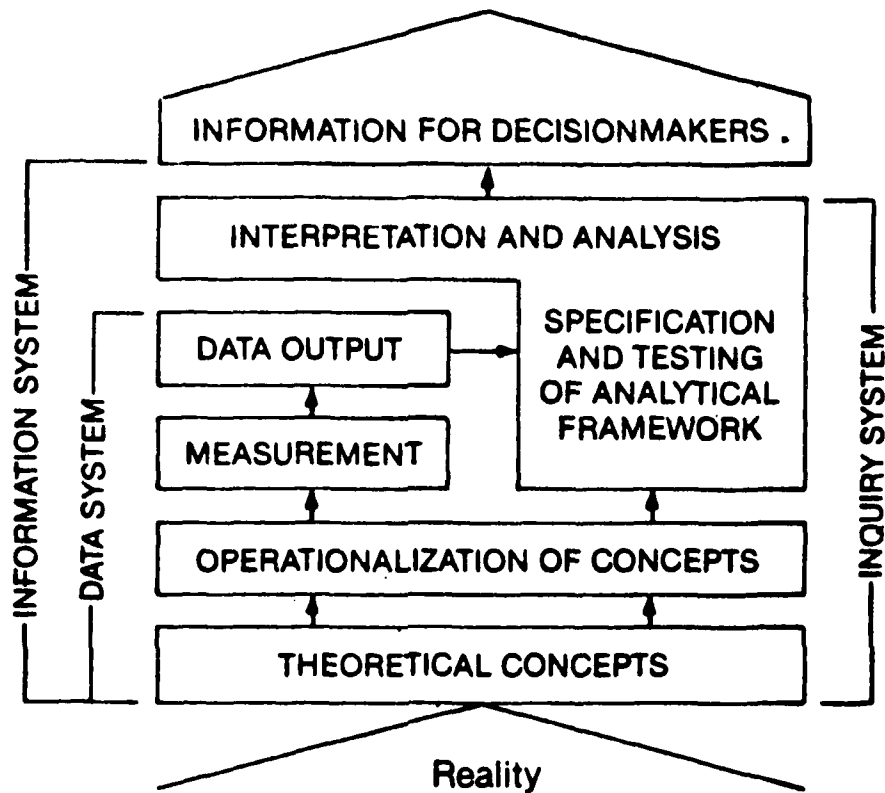 INFORMATION FOR DECISIONMAKERS .
INTERPRETATION AND ANALYSIS
SPECIFICATION
AND TESTING
OF ANALYTICAL
FRAMEWORK
DATA OUTPUT
MEASUREMENT
OPERATIONALIZATION OF CONCEPTS
THEORETICAL CONCEPTS
Reality
INFORMATION SYSTEM
DATA SYSTEM
INQUIRY SYSTEM